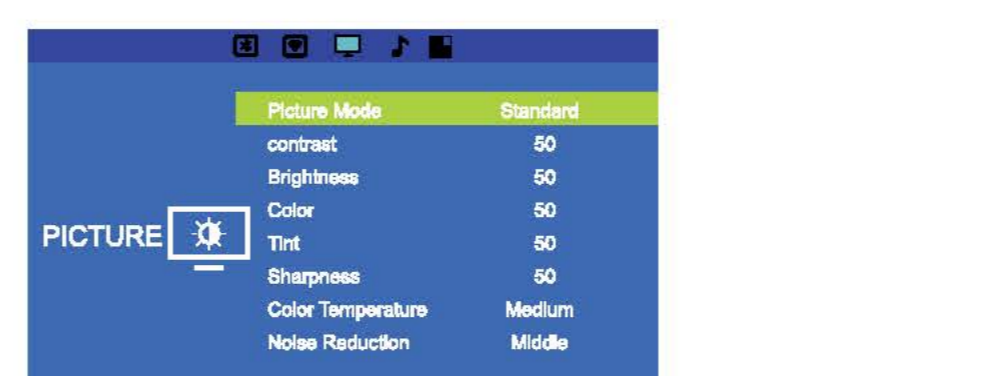 Picture Mode Standard
contrast 50
Brightness 50
Color 50
PICTURE
Tint 50
Sharpness 50
Color Temperature Medium
Noise Reduction Middle